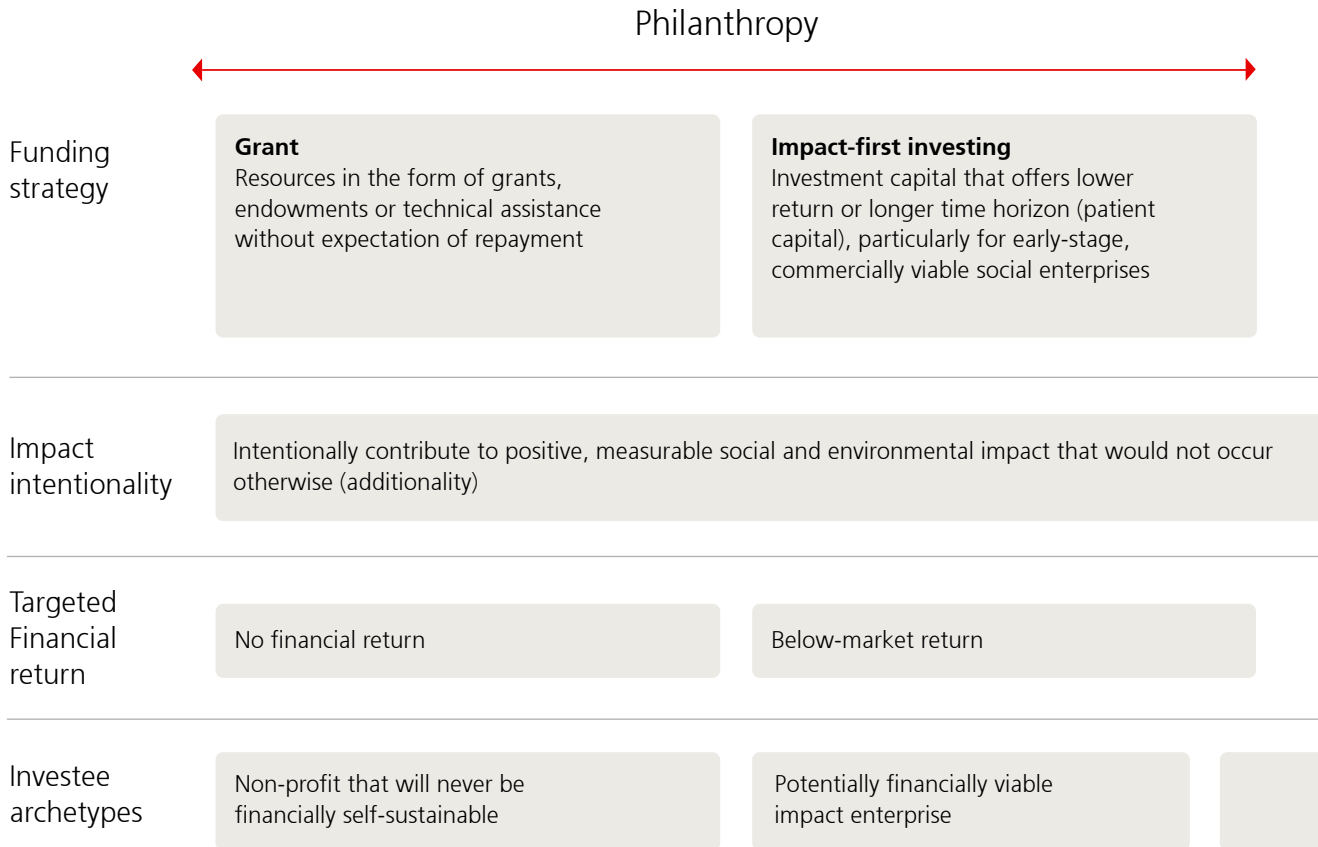 Philanthropy
Funding
strategy
Grant
Resources in the form of grants,
endowments or technical assistance
without expectation of repayment
Impact-first investing
Investment capital that offers lower
return or longer time horizon (patient
capital), particularly for early-stage,
commercially viable social enterprises
Impact
intentionality
Intentionally contribute to positive, measurable social and environmental impact that would not occur
otherwise (additionality)
Targeted
Financial
return
No financial return
Below-market return
Investee
archetypes
Non-profit that will never be
financially self-sustainable
Potentially financially viable
impact enterprise